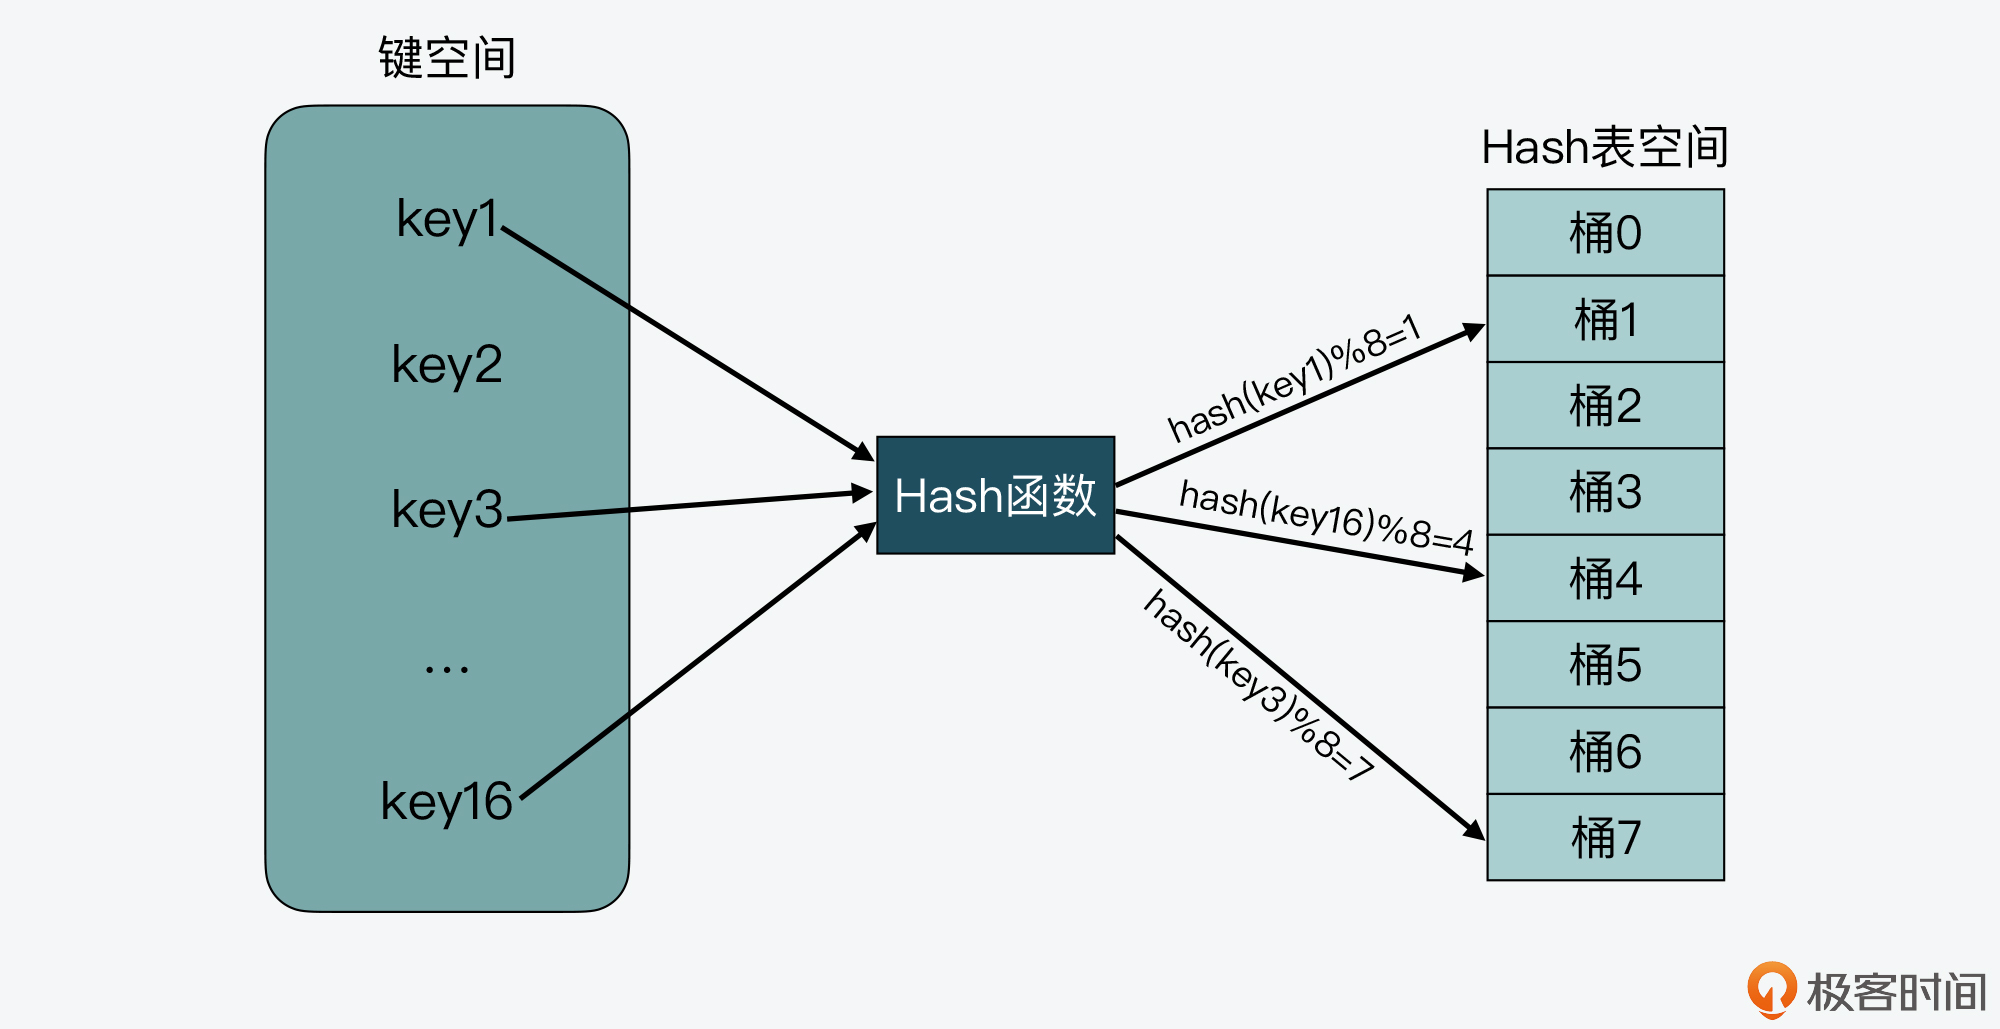 键空间
key1
key2
key3
...
key16
Hash函数
hash(key1)%8=1
hash(key16)%8=4
hash(key3)%8=7
Hash表空间
桶0
桶1
桶2
桶3
桶4
桶5
桶6
桶7
极客时间